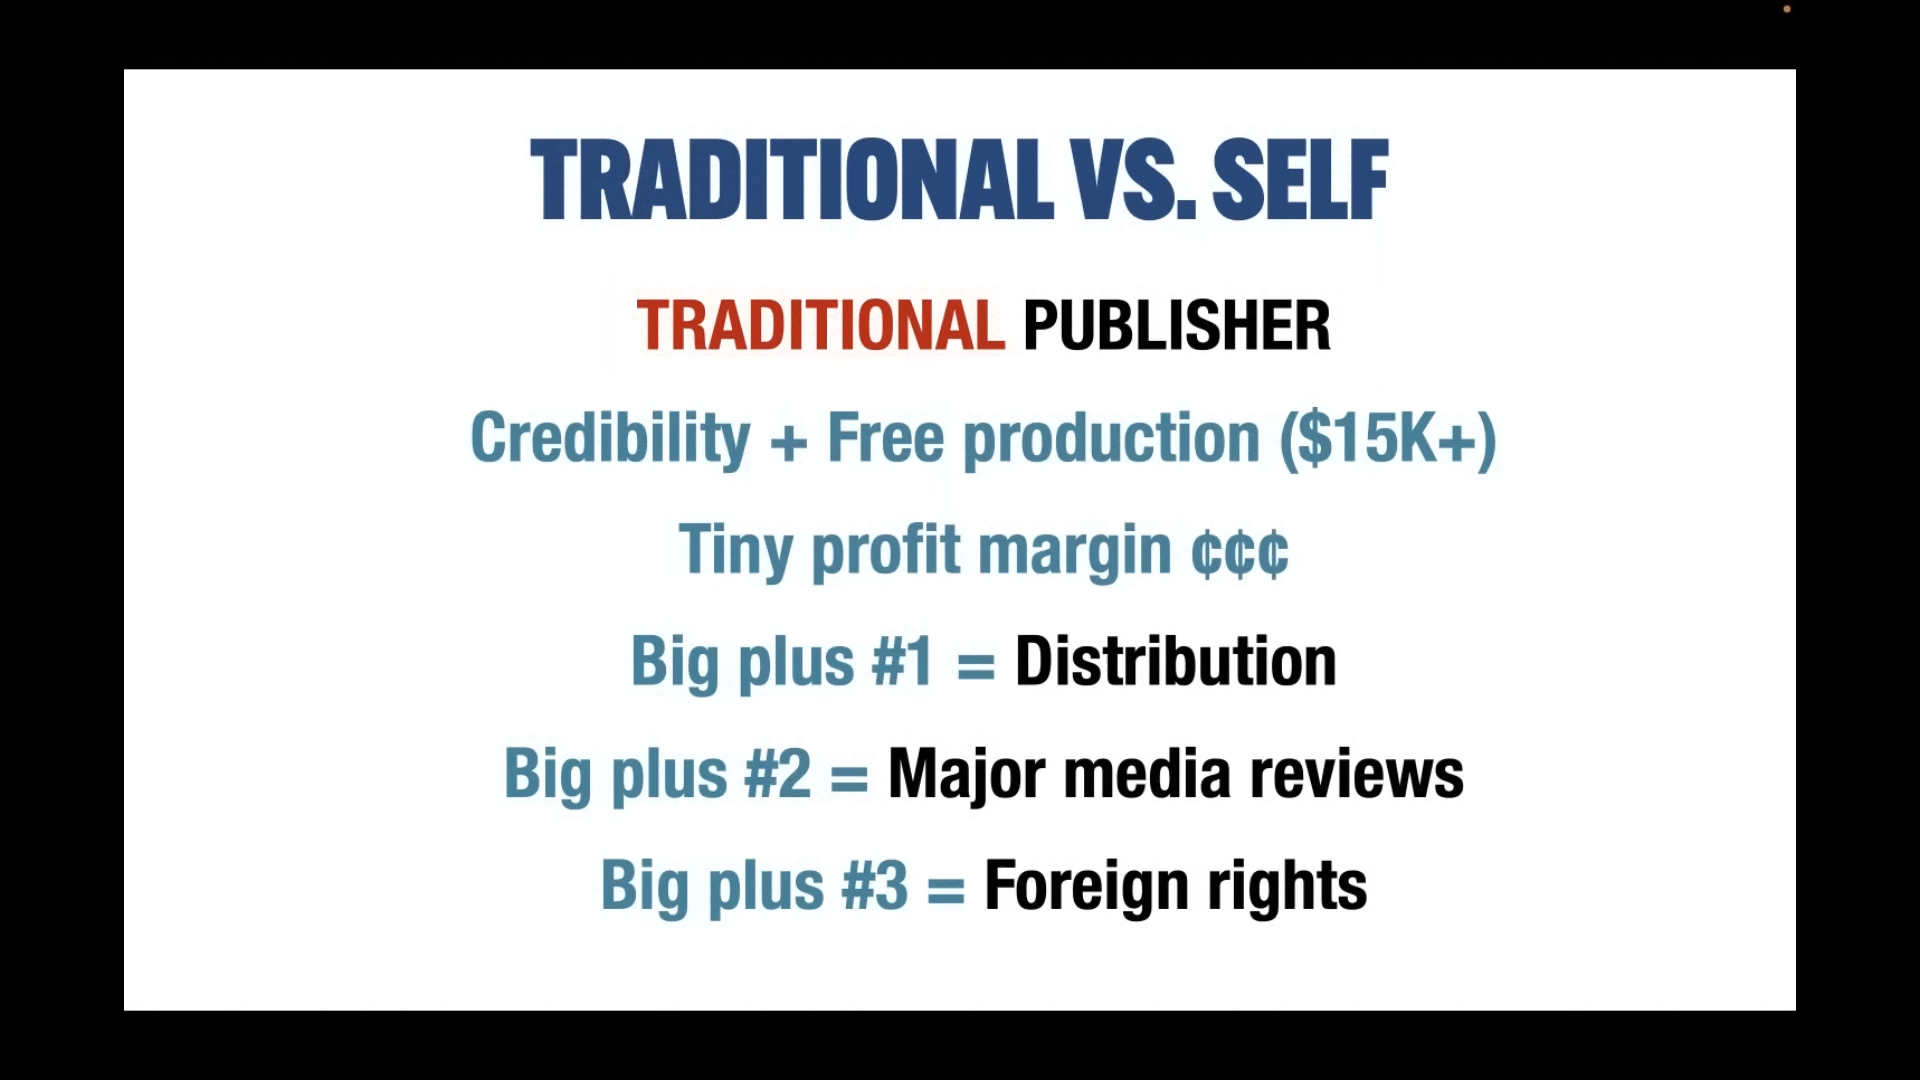 TRADITIONAL VS. SELF
TRADITIONAL PUBLISHER
Credibility + Free production ($15K+)
Tiny profit margin ¢¢¢
Big plus #1 = Distribution
Big plus #2 = Major media reviews
Big plus #3 = Foreign rights